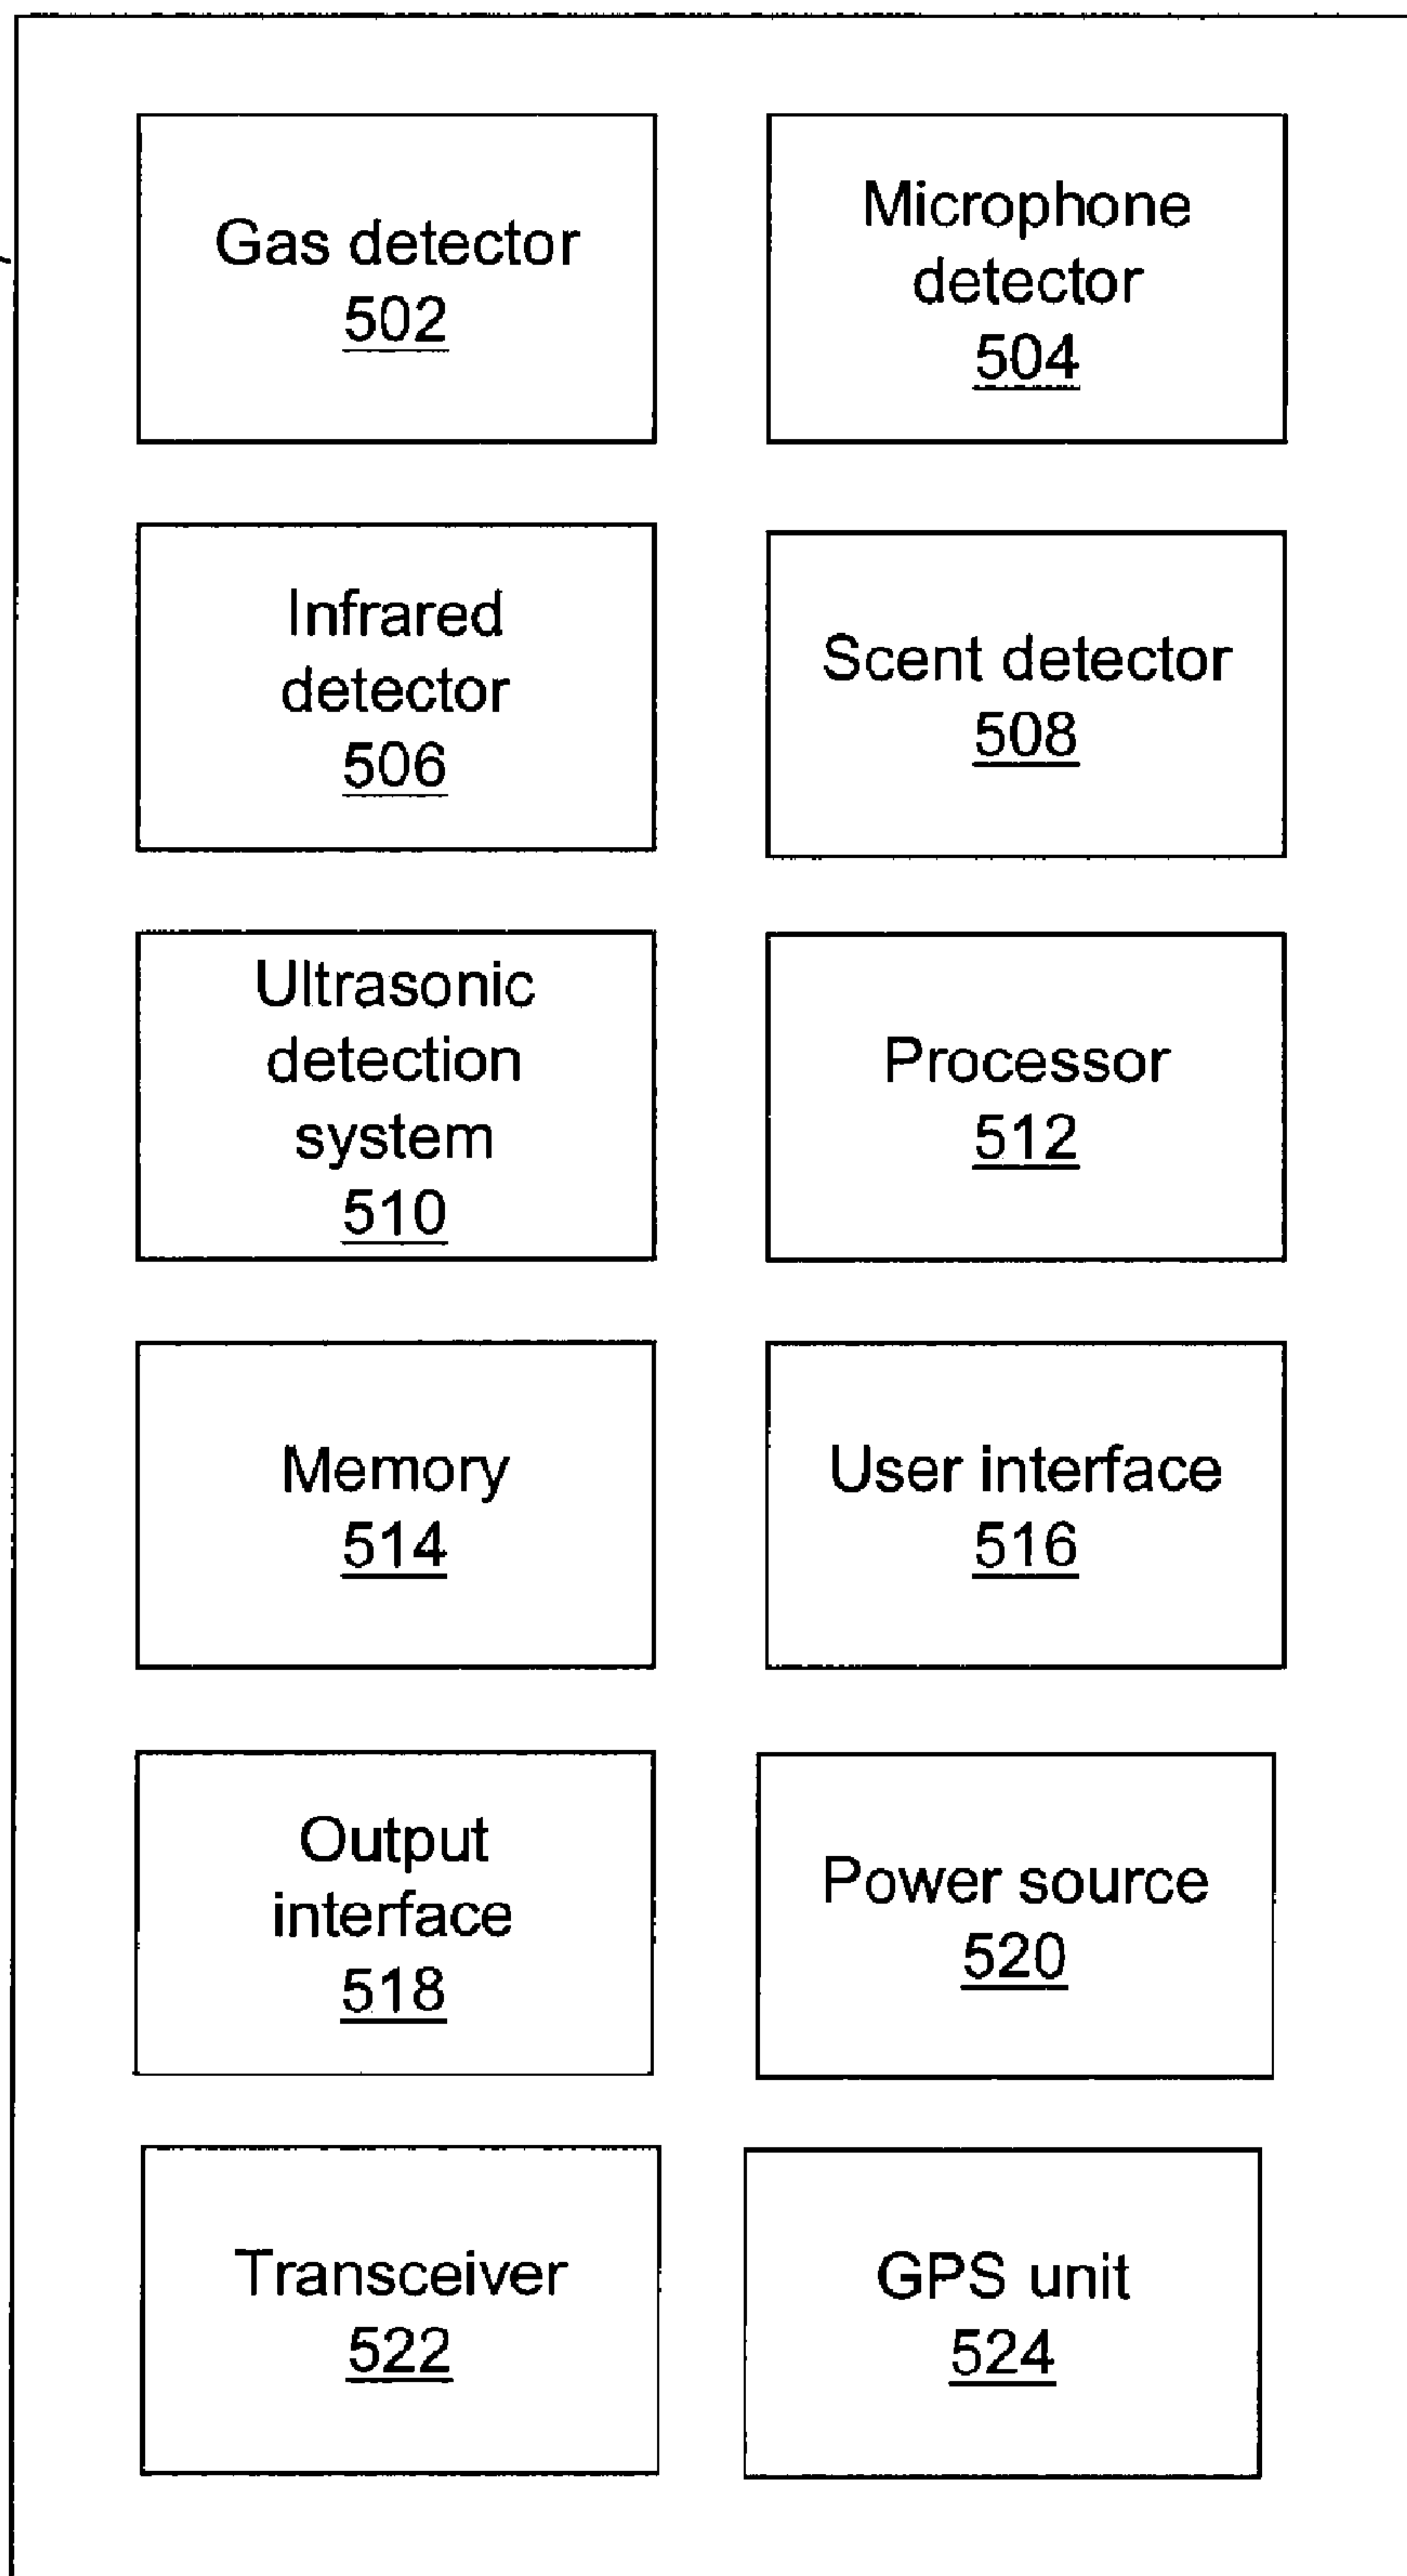 Gas detector
502
Microphone
detector
504
Infrared
detector
506
Scent detector
508
Ultrasonic
detection
system
510
Processor
512
Memory
514
User interface
516
Output
interface
518
Power source
520
Transceiver
522
GPS unit
524